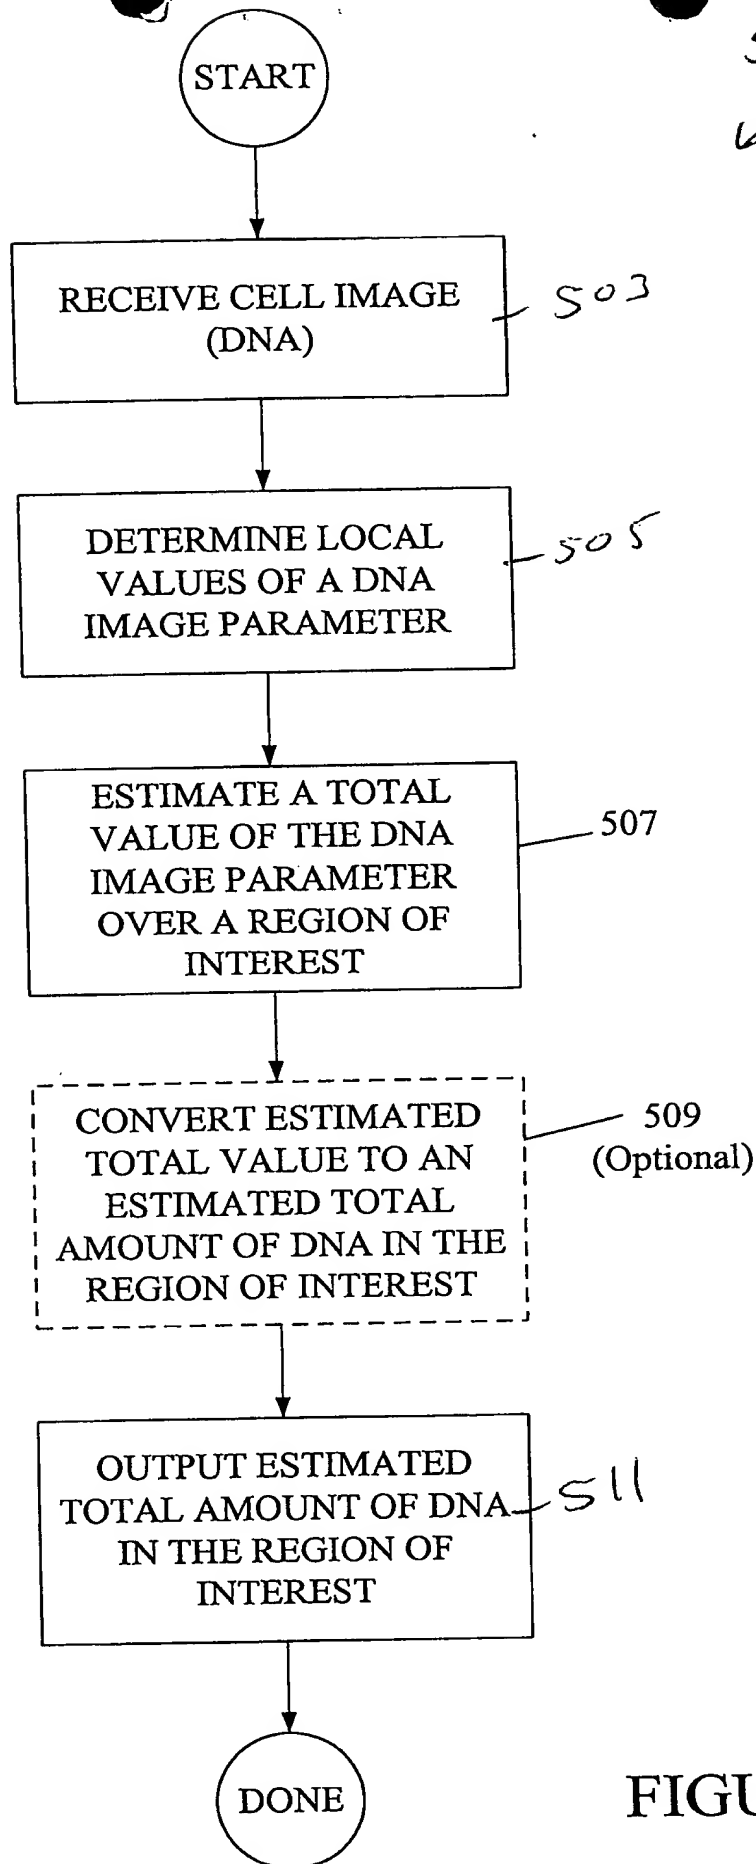 START
RECEIVE CELL IMAGE
(DNA)
503
DETERMINE LOCAL
VALUES OF A DNA
IMAGE PARAMETER
505
ESTIMATE A TOTAL
VALUE OF THE DNA
IMAGE PARAMETER
OVER A REGION OF
INTEREST
507
CONVERT ESTIMATED
TOTAL VALUE TO AN
ESTIMATED TOTAL
AMOUNT OF DNA IN THE
REGION OF INTEREST
509
(Optional)
OUTPUT ESTIMATED
TOTAL AMOUNT OF DNA
IN THE REGION OF
INTEREST
511
DONE
FIGU